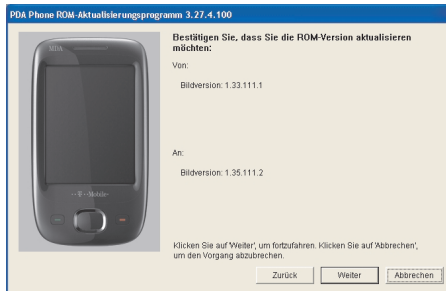 PDA Phone ROM-Aktualisierungsprogramm 3.27.4.100
MDA
Bestätigen Sie, dass Sie die ROM-Version aktualisieren
möchten:
Von:
Bildversion: 1.33.111.1
An:
Bildversion: 1.35.111.2
Klicken Sie auf 'Weiter', um fortzufahren. Klicken Sie auf 'Abbrechen',
um den Vorgang abzubrechen.
--T--Mobile-
Zurück
Weiter
Abbrechen